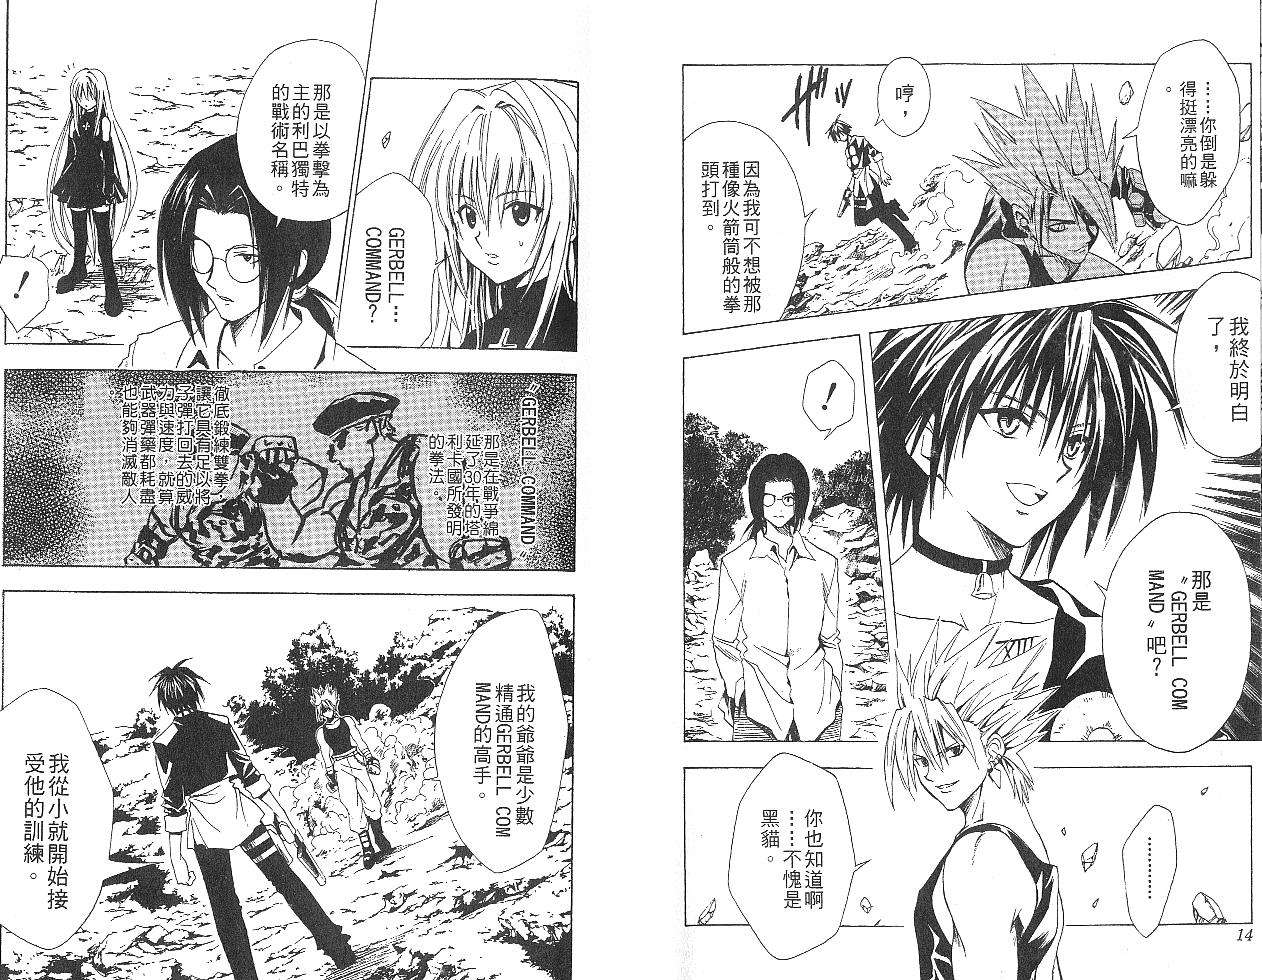 ……你倒是躲
得挺漂亮的嘛
。
哼，
因為我可不想被那
種像火箭筒般的拳
頭打到。
我終於明白
了，
那是
〝GERBELL COM
MAND〞吧？
！
…………
你也知道啊
……不愧是
黑貓。
14
GERBELL…
COMMAND？
那是以拳擊為
主的利巴獨特
的戰術名稱。
！
〝GERBELL COMMAND〞
那是在戰爭綿
延了30年的塔
利卡國所發明
的拳法。
徹底鍛練雙拳，
讓它具有足以將
子彈打回去的威
力與速度，就算
武器彈藥都耗盡
也能夠消滅敵人
。
我的爺爺是少數
精通GERBELL COM
MAND的高手。
我從小就開始接
受他的訓練。
XIII